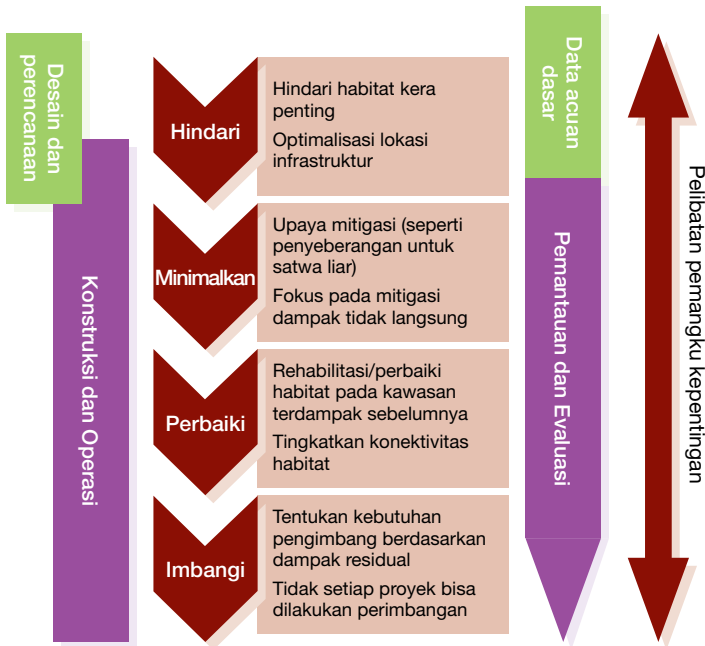 Desain dan
perencanaan
Konstruksi dan Operasi
Hindari
Hindari habitat kera
penting
Optimalisasi lokasi
infrastruktur
Minimalkan
Upaya mitigasi (seperti
penyeberangan untuk
satwa liar)
Fokus pada mitigasi
dampak tidak langsung
Perbaiki
Rehabilitasi/perbaiki
habitat pada kawasan
terdampak sebelumnya
Tingkatkan konektivitas
habitat
Imbangi
Tentukan kebutuhan
pengimbang berdasarkan
dampak residual
Tidak setiap proyek bisa
dilakukan perimbangan
Data acuan
dasar
Pemantauan dan Evaluasi
Pelibatan pemangku kepentingan